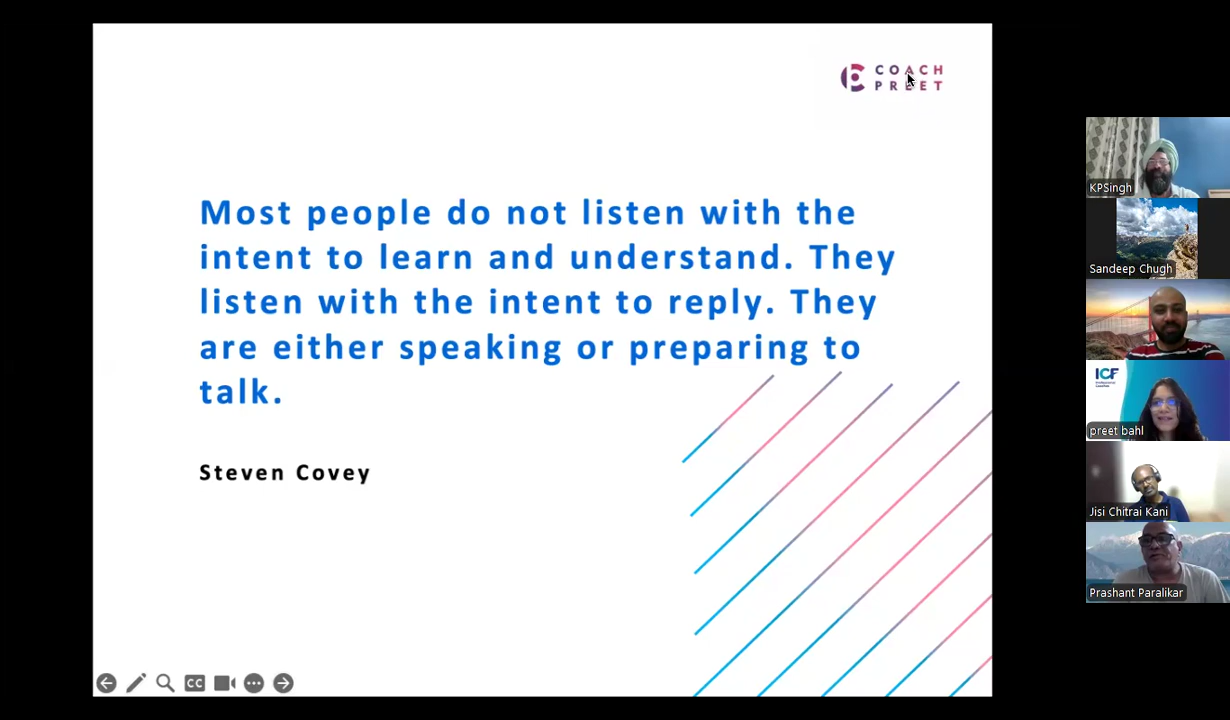 COACH
PREET
Most people do not listen with the
intent to learn and understand. They
listen with the intent to reply. They
are either speaking or preparing to
talk.
Steven Covey
CC
KPSingh
Sandeep Chugh
ICF
preet bahl
Jisi Chitrai Kani
Prashant Paralikar